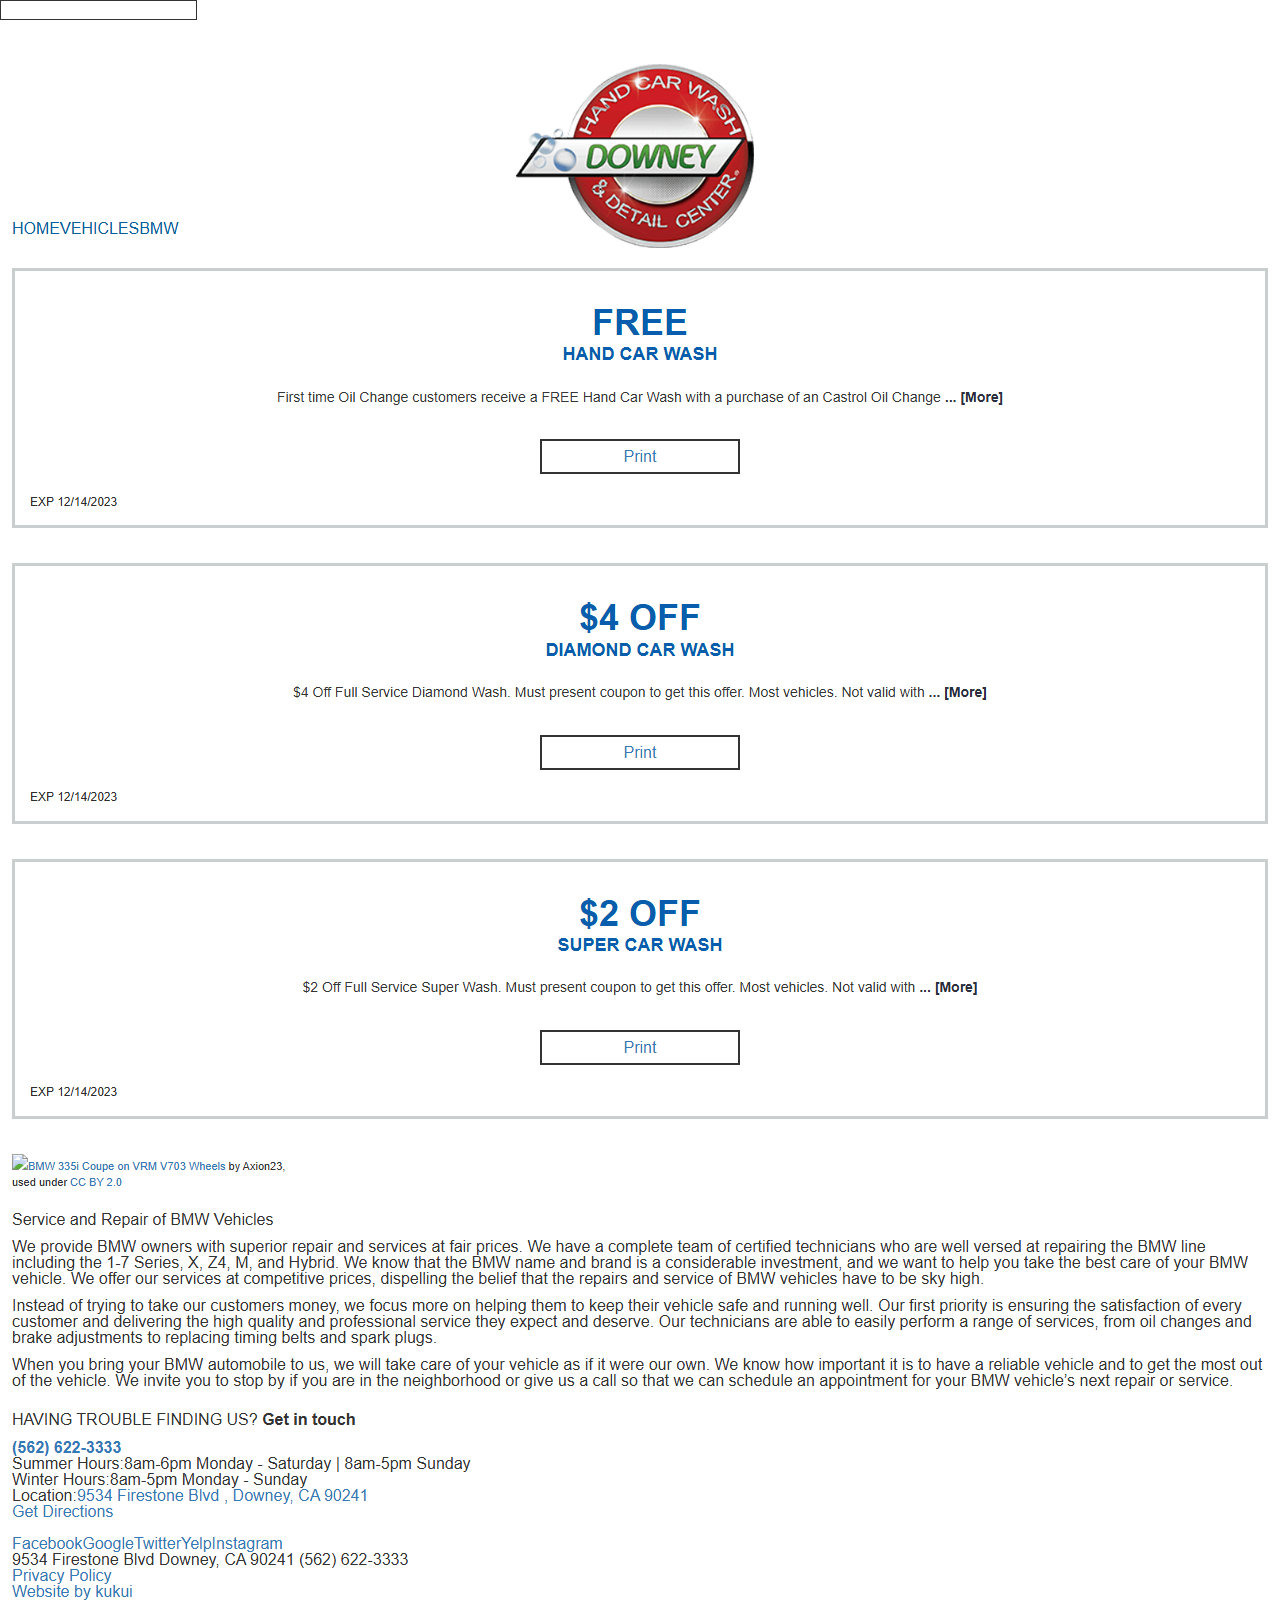 HAND CAR WASH
DOWNEY
& DETAIL CENTER®
HOMEVEHICLESBMW
FREE
HAND CAR WASH
First time Oil Change customers receive a FREE Hand Car Wash with a purchase of an Castrol Oil Change ... [More]
Print
EXP 12/14/2023
$4 OFF
DIAMOND CAR WASH
$4 Off Full Service Diamond Wash. Must present coupon to get this offer. Most vehicles. Not valid with ... [More]
Print
EXP 12/14/2023
$2 OFF
SUPER CAR WASH
$2 Off Full Service Super Wash. Must present coupon to get this offer. Most vehicles. Not valid with ... [More]
Print
EXP 12/14/2023
BMW 335i Coupe on VRM V703 Wheels by Axion23,
used under CC BY 2.0
Service and Repair of BMW Vehicles
We provide BMW owners with superior repair and services at fair prices. We have a complete team of certified technicians who are well versed at repairing the BMW line
including the 1-7 Series, X, Z4, M, and Hybrid. We know that the BMW name and brand is a considerable investment, and we want to help you take the best care of your BMW
vehicle. We offer our services at competitive prices, dispelling the belief that the repairs and service of BMW vehicles have to be sky high.
Instead of trying to take our customers money, we focus more on helping them to keep their vehicle safe and running well. Our first priority is ensuring the satisfaction of every
customer and delivering the high quality and professional service they expect and deserve. Our technicians are able to easily perform a range of services, from oil changes and
brake adjustments to replacing timing belts and spark plugs.
When you bring your BMW automobile to us, we will take care of your vehicle as if it were our own. We know how important it is to have a reliable vehicle and to get the most out
of the vehicle. We invite you to stop by if you are in the neighborhood or give us a call so that we can schedule an appointment for your BMW vehicle’s next repair or service.
HAVING TROUBLE FINDING US? Get in touch
(562) 622-3333
Summer Hours:8am-6pm Monday - Saturday | 8am-5pm Sunday
Winter Hours:8am-5pm Monday - Sunday
Location:9534 Firestone Blvd , Downey, CA 90241
Get Directions
FacebookGoogleTwitterYelpInstagram
9534 Firestone Blvd Downey, CA 90241 (562) 622-3333
Privacy Policy
Website by kukui